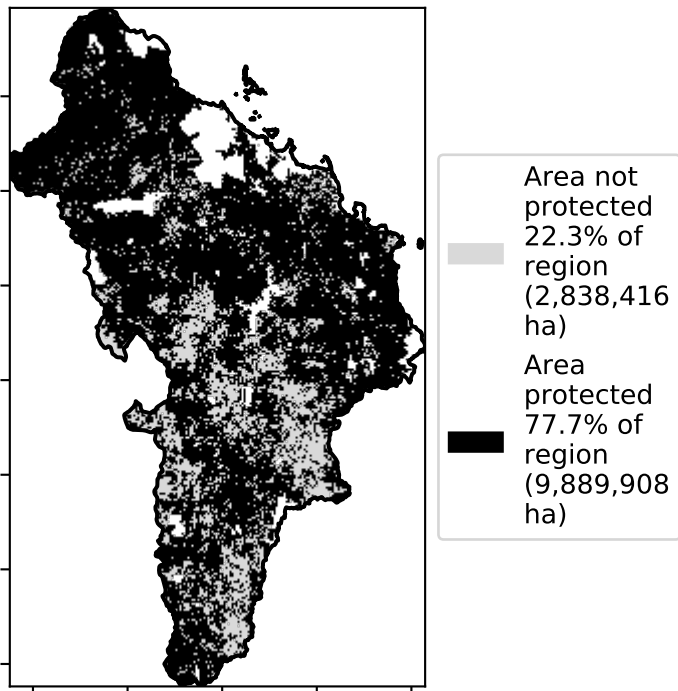 Area not
protected
22.3% of
region
(2,838,416
ha)
Area
protected
77.7% of
region
(9,889,908
ha)